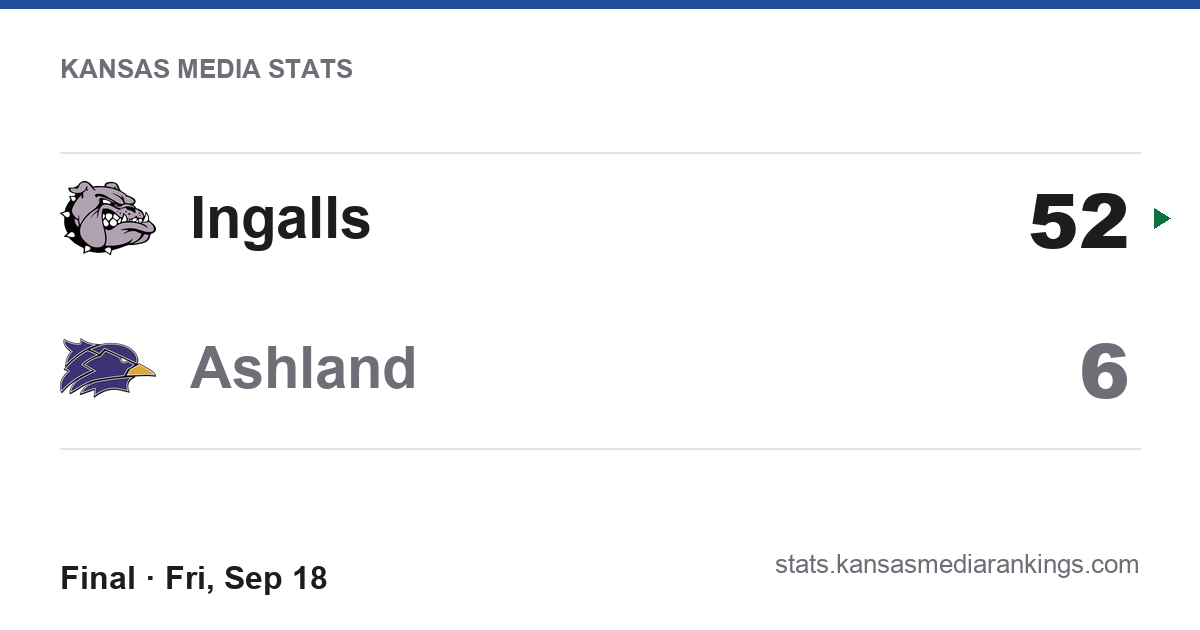 KANSAS MEDIA STATS
Ingalls 52
Ashland 6
Final · Fri, Sep 18
stats.kansasmediarankings.com